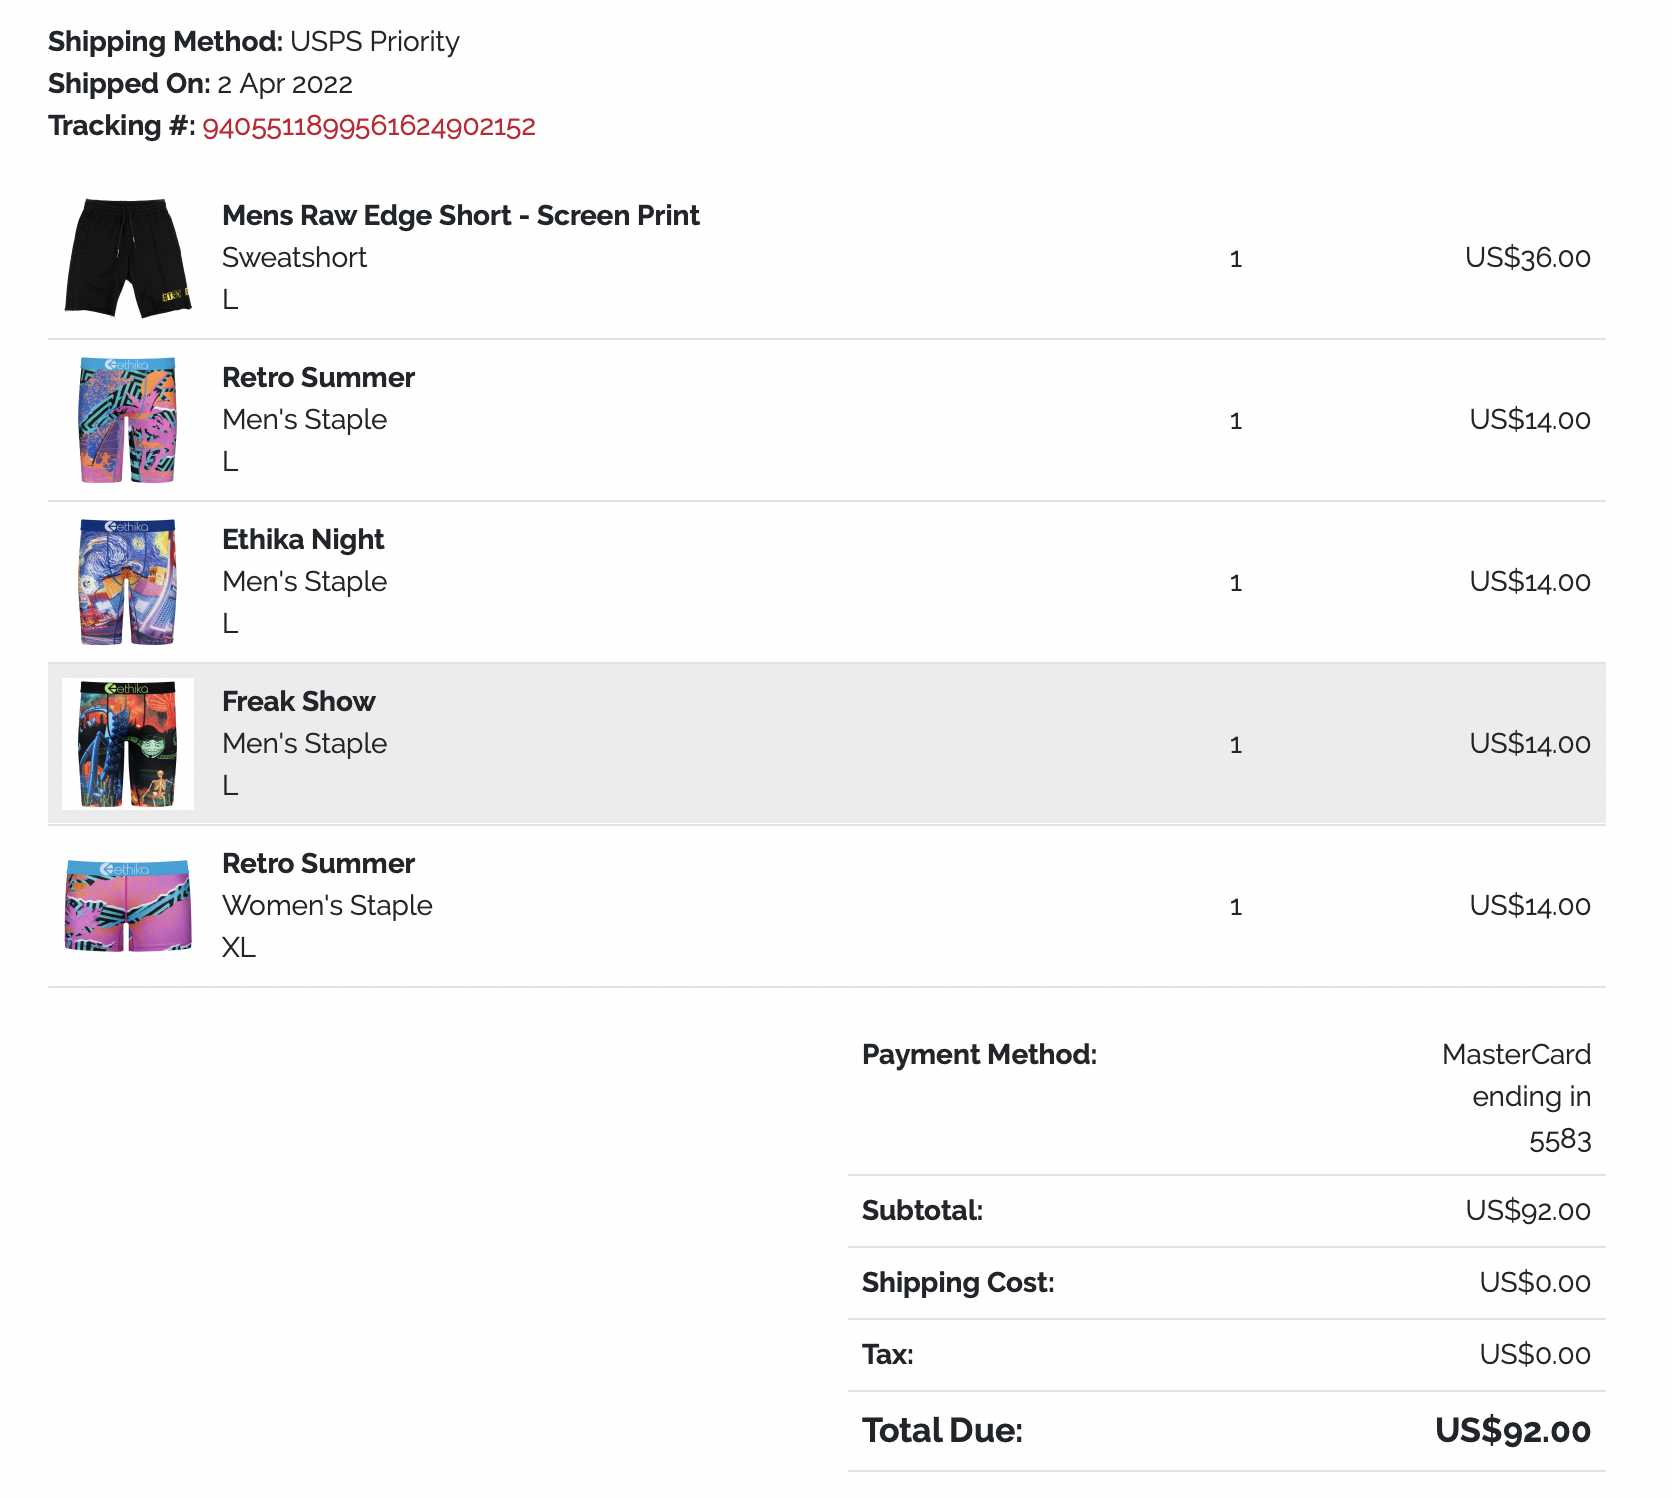 Shipping Method: USPS Priority
Shipped On: 2 Apr 2022
Tracking #: 9405511899561624902152
Mens Raw Edge Short - Screen Print
Sweatshort
L
1
US$36.00
ethika
Retro Summer
Men's Staple
L
1
US$14.00
ethika
Ethika Night
Men's Staple
L
1
US$14.00
ethika
Freak Show
Men's Staple
L
1
US$14.00
ethika
Retro Summer
Women's Staple
XL
1
US$14.00
Payment Method:
MasterCard
ending in
5583
Subtotal: US$92.00
Shipping Cost: US$0.00
Tax: US$0.00
Total Due: US$92.00